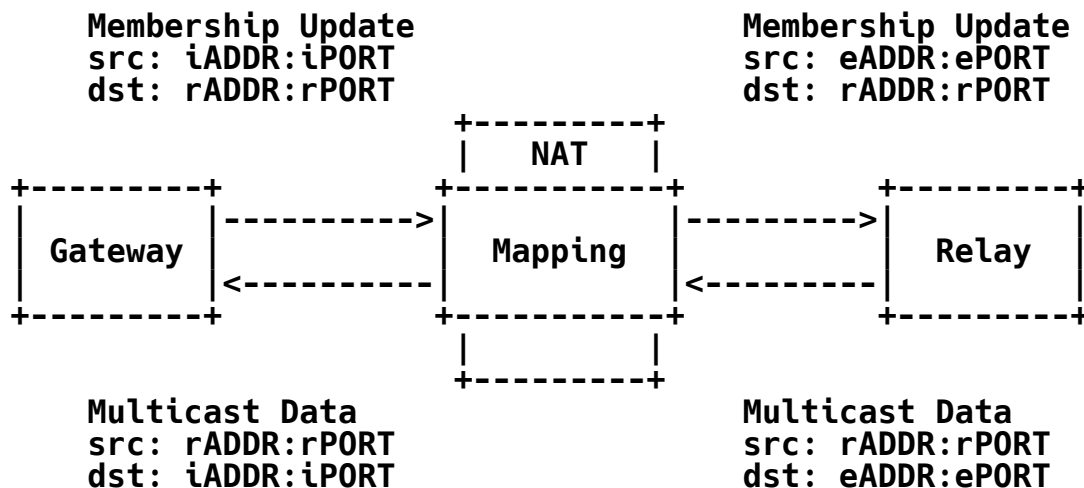 Membership Update Membership Update
src: iADDR:iPORT src: eADDR:ePORT
dst: rADDR:rPORT dst: rADDR:rPORT
NAT
Gateway Mapping Relay
Multicast Data Multicast Data
src: rADDR:rPORT src: rADDR:rPORT
dst: iADDR:iPORT dst: eADDR:ePORT